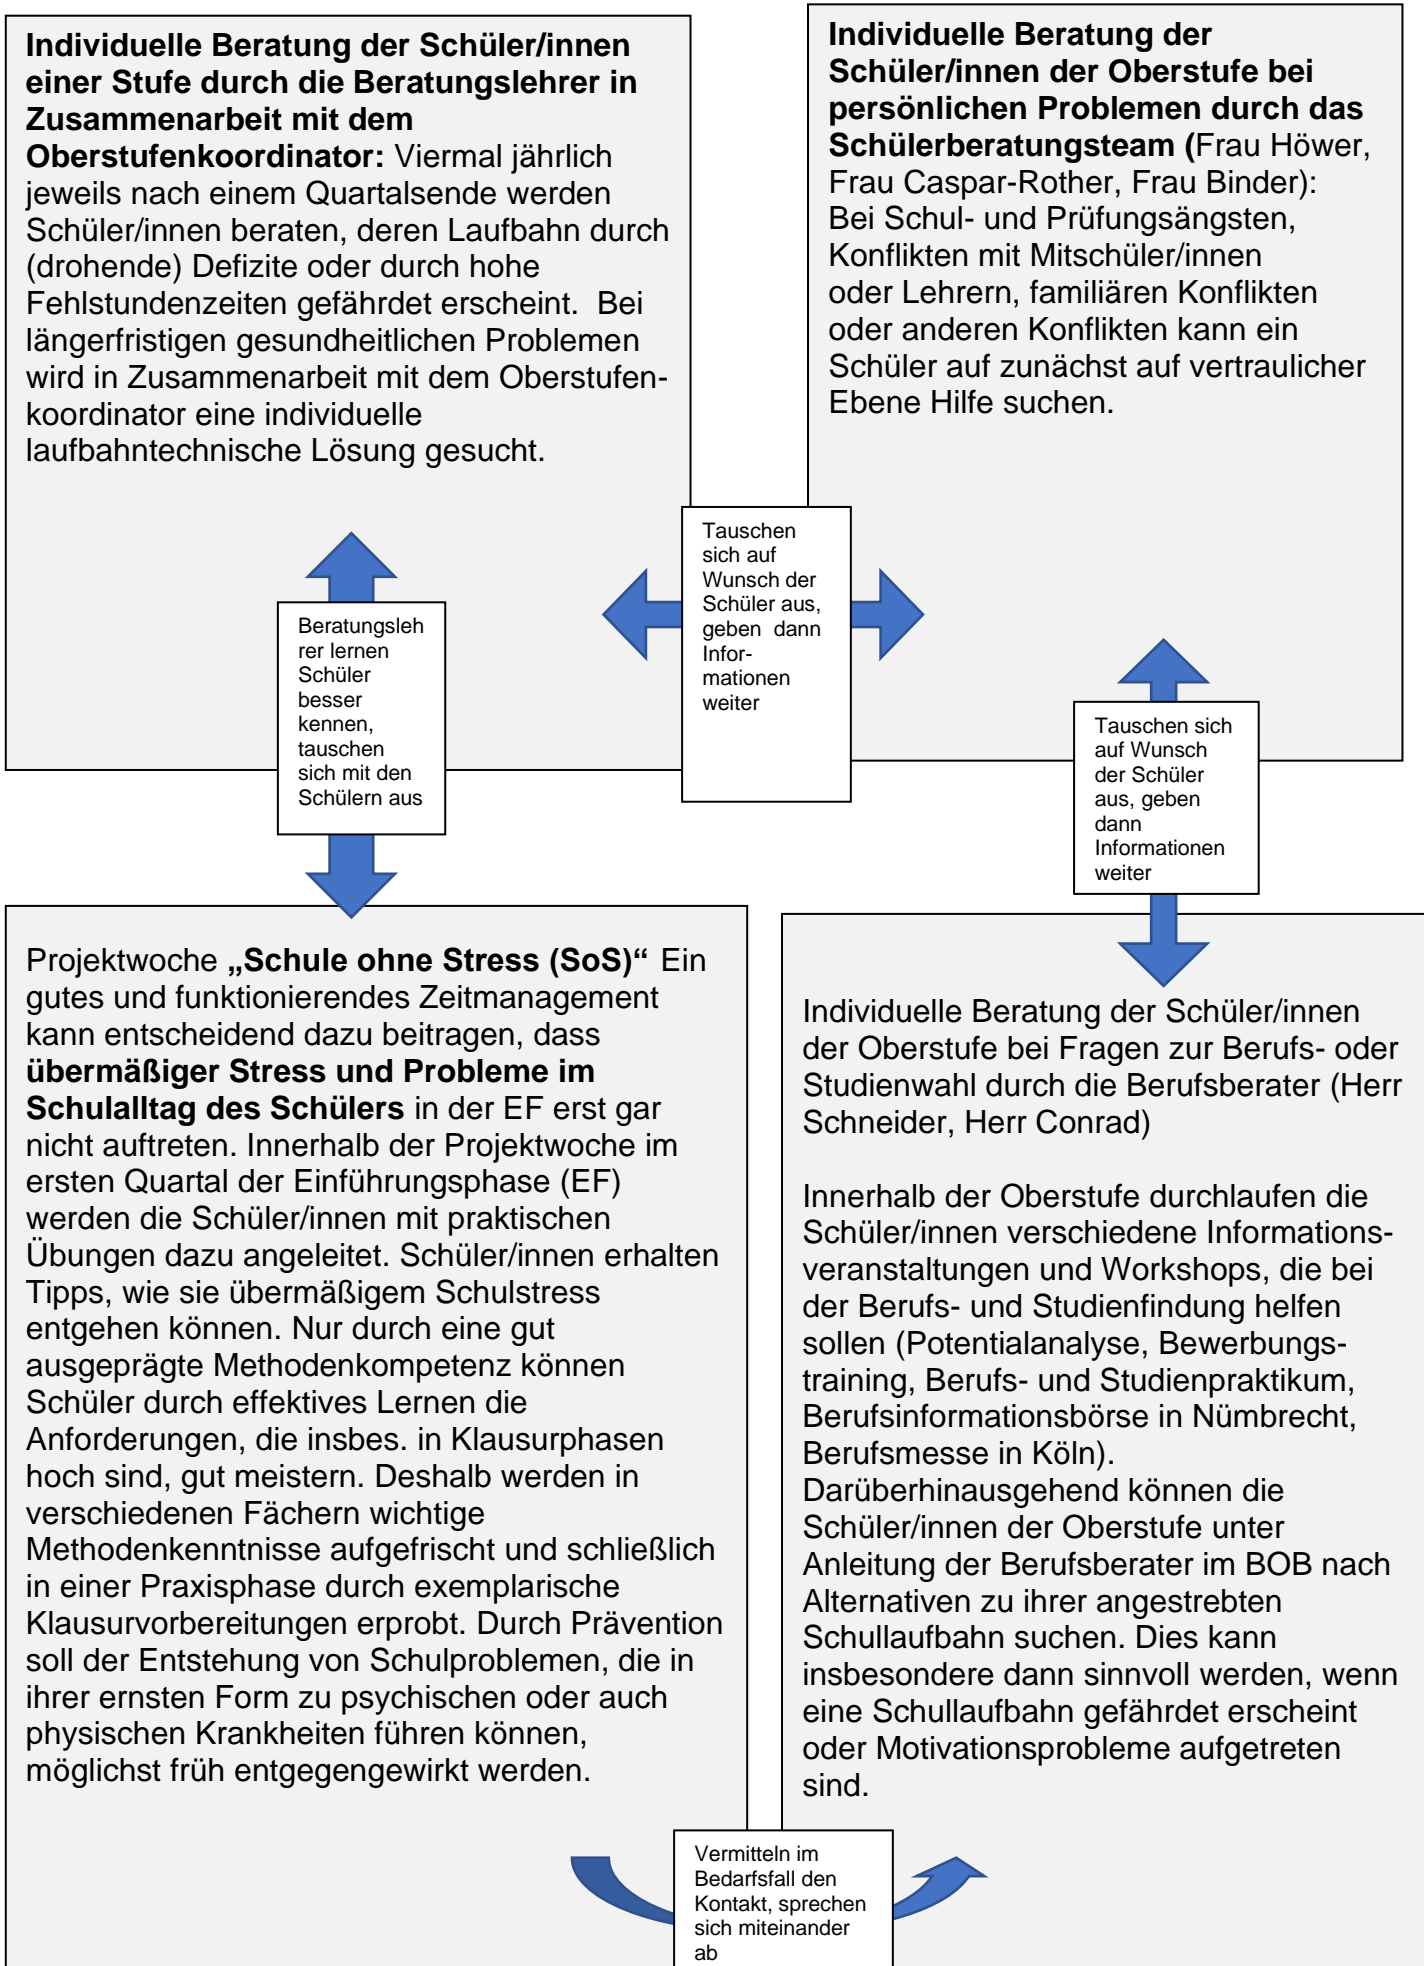 Individuelle Beratung der Schüler/innen
einer Stufe durch die Beratungslehrer in
Zusammenarbeit mit dem
Oberstufenkoordinator: Viermal jährlich
jeweils nach einem Quartalsende werden
Schüler/innen beraten, deren Laufbahn durch
(drohende) Defizite oder durch hohe
Fehlstundenzeiten gefährdet erscheint.  Bei
längerfristigen gesundheitlichen Problemen
wird in Zusammenarbeit mit dem Oberstufen-
koordinator eine individuelle
laufbahntechnische Lösung gesucht.
Individuelle Beratung der
Schüler/innen der Oberstufe bei
persönlichen Problemen durch das
Schülerberatungsteam (Frau Höwer,
Frau Caspar-Rother, Frau Binder):
Bei Schul- und Prüfungsängsten,
Konflikten mit Mitschüler/innen
oder Lehrern, familiären Konflikten
oder anderen Konflikten kann ein
Schüler auf zunächst auf vertraulicher
Ebene Hilfe suchen.
Tauschen
sich auf
Wunsch der
Schüler aus,
geben  dann
Infor-
mationen
weiter
Beratungsleh
rer lernen
Schüler
besser
kennen,
tauschen
sich mit den
Schülern aus
Tauschen sich
auf Wunsch
der Schüler
aus, geben
dann
Informationen
weiter
Projektwoche „Schule ohne Stress (SoS)“ Ein
gutes und funktionierendes Zeitmanagement
kann entscheidend dazu beitragen, dass
übermäßiger Stress und Probleme im
Schulalltag des Schülers in der EF erst gar
nicht auftreten. Innerhalb der Projektwoche im
ersten Quartal der Einführungsphase (EF)
werden die Schüler/innen mit praktischen
Übungen dazu angeleitet. Schüler/innen erhalten
Tipps, wie sie übermäßigem Schulstress
entgehen können. Nur durch eine gut
ausgeprägte Methodenkompetenz können
Schüler durch effektives Lernen die
Anforderungen, die insbes. in Klausurphasen
hoch sind, gut meistern. Deshalb werden in
verschiedenen Fächern wichtige
Methodenkenntnisse aufgefrischt und schließlich
in einer Praxisphase durch exemplarische
Klausurvorbereitungen erprobt. Durch Prävention
soll der Entstehung von Schulproblemen, die in
ihrer ernsten Form zu psychischen oder auch
physischen Krankheiten führen können,
möglichst früh entgegengewirkt werden.
Individuelle Beratung der Schüler/innen
der Oberstufe bei Fragen zur Berufs- oder
Studienwahl durch die Berufsberater (Herr
Schneider, Herr Conrad)
Innerhalb der Oberstufe durchlaufen die
Schüler/innen verschiedene Informations-
veranstaltungen und Workshops, die bei
der Berufs- und Studienfindung helfen
sollen (Potentialanalyse, Bewerbungs-
training, Berufs- und Studienpraktikum,
Berufsinformationsbörse in Nümbrecht,
Berufsmesse in Köln).
Darüberhinausgehend können die
Schüler/innen der Oberstufe unter
Anleitung der Berufsberater im BOB nach
Alternativen zu ihrer angestrebten
Schullaufbahn suchen. Dies kann
insbesondere dann sinnvoll werden, wenn
eine Schullaufbahn gefährdet erscheint
oder Motivationsprobleme aufgetreten
sind.
Vermitteln im
Bedarfsfall den
Kontakt, sprechen
sich miteinander
ab